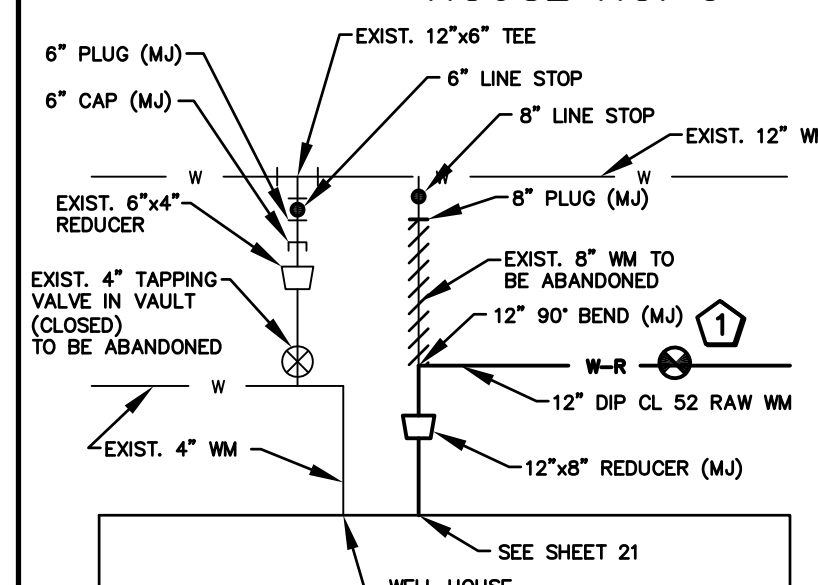 EXIST. 12"x6" TEE
6" PLUG (MJ)
6" LINE STOP
6" CAP (MJ)
8" LINE STOP
EXIST. 12"
W
W
W
EXIST. 6"x4"
REDUCER
8" PLUG (MJ)
EXIST. 8" WM TO
BE ABANDONED
EXIST. 4" TAPPING
VALVE IN VAULT
(CLOSED)
TO BE ABANDONED
12" 90° BEND (MJ)
1
W-R
W
12" DIP CL 52 RAW WM
EXIST. 4" WM
12"x8" REDUCER (MJ)
SEE SHEET 21
WELL HOUSE